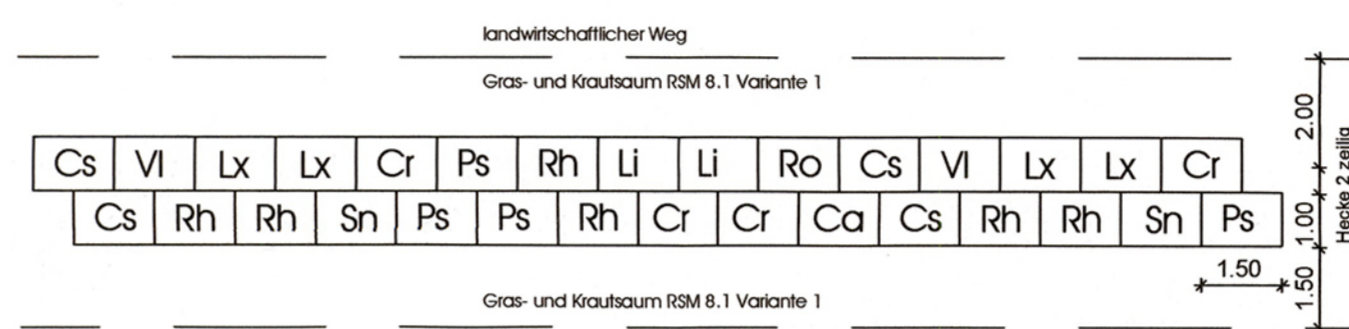 landwirtschaftlicher Weg
Gras- und Krautsaum RSM 8.1 Variante 1
Cs Vl Lx Lx Cr Ps Rh Li Li Ro Cs Vl Lx Lx Cr
Cs Rh Rh Sn Ps Ps Rh Cr Cr Ca Cs Rh Rh Sn Ps
Gras- und Krautsaum RSM 8.1 Variante 1
1.50
2.00
1.00
1.50
Hecke 2 zeilig